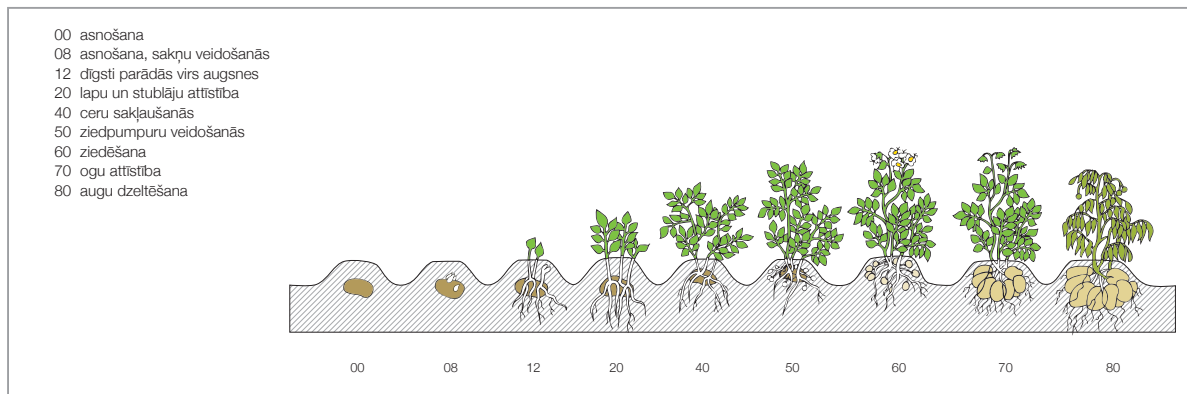 00 asnošana
08 asnošana, sakņu veidošanās
12 dīgsti parādās virs augsnes
20 lapu un stublāju attīstība
40 ceru sakļaušanās
50 ziedpumpuru veidošanās
60 ziedēšana
70 ogu attīstība
80 augu dzeltēšana
00 08 12 20 40 50 60 70 80